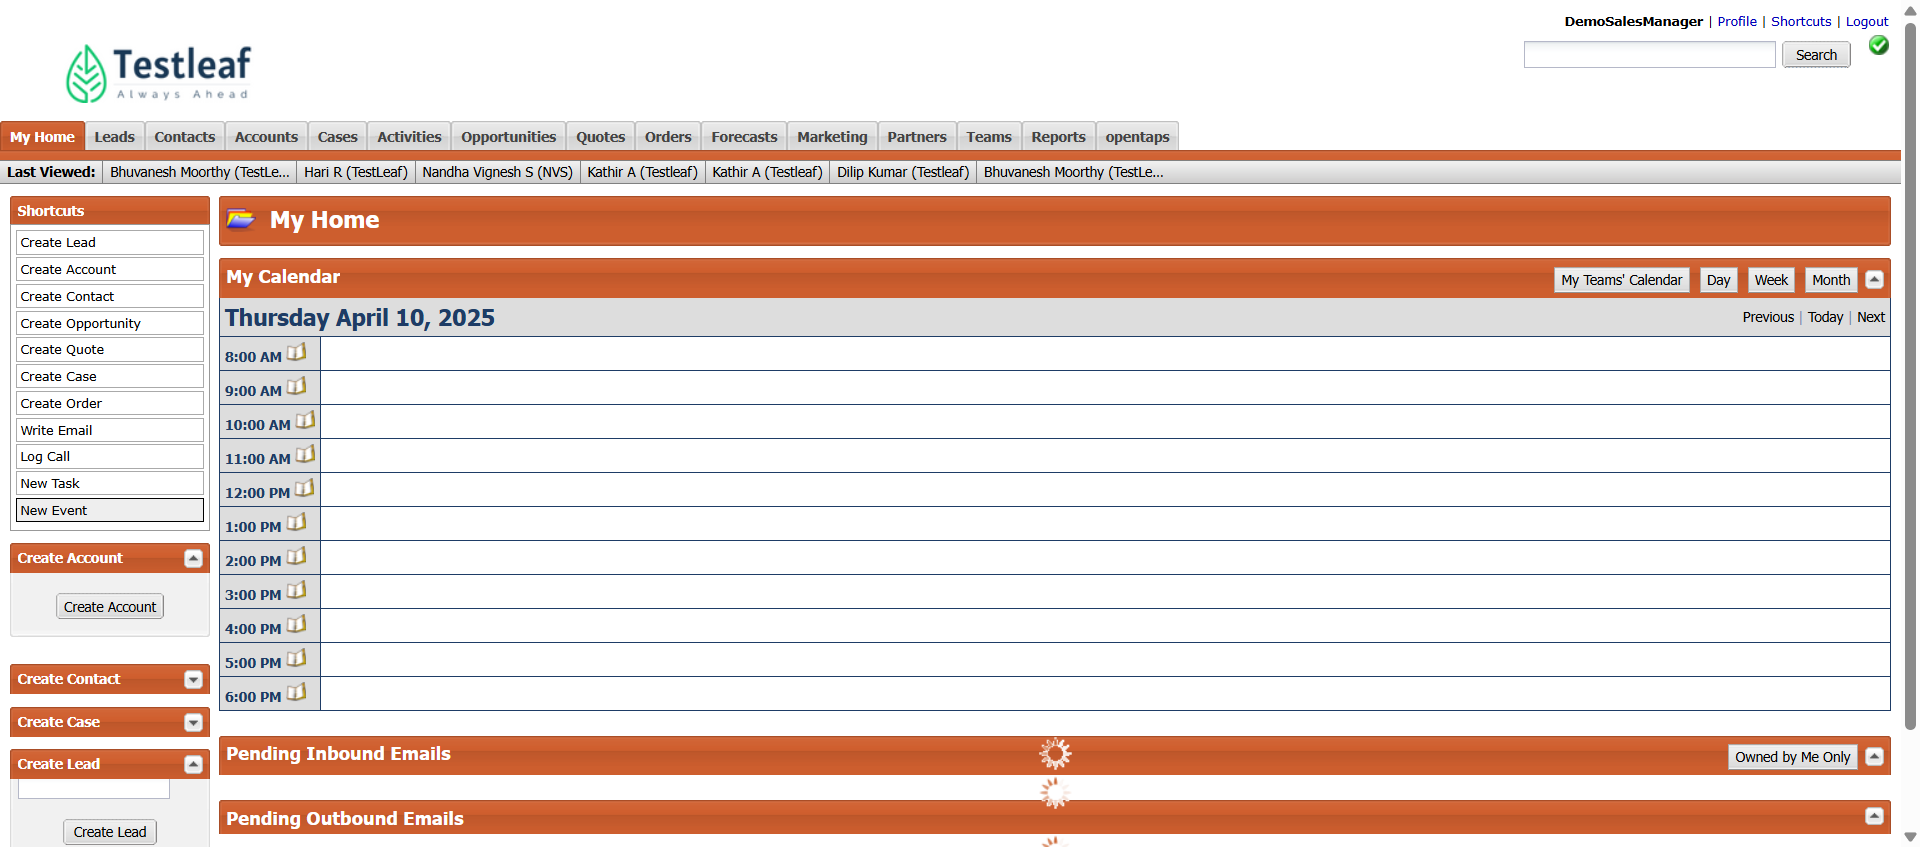 DemoSalesManager | Profile | Shortcuts | Logout
Search
Testleaf
Always Ahead
My Home Leads Contacts Accounts Cases Activities Opportunities Quotes Orders Forecasts Marketing Partners Teams Reports opentaps
Last Viewed: Bhuvanesh Moorthy (TestLe... Hari R (TestLeaf) Nandha Vignesh S (NVS) Kathir A (Testleaf) Kathir A (Testleaf) Dilip Kumar (Testleaf) Bhuvanesh Moorthy (TestLe...
Shortcuts
Create Lead
Create Account
Create Contact
Create Opportunity
Create Quote
Create Case
Create Order
Write Email
Log Call
New Task
New Event
Create Account
Create Account
Create Contact
Create Case
Create Lead
Create Lead
My Home
My Calendar
My Teams' Calendar Day Week Month
Thursday April 10, 2025
Previous | Today | Next
8:00 AM
9:00 AM
10:00 AM
11:00 AM
12:00 PM
1:00 PM
2:00 PM
3:00 PM
4:00 PM
5:00 PM
6:00 PM
Pending Inbound Emails
Owned by Me Only
Pending Outbound Emails